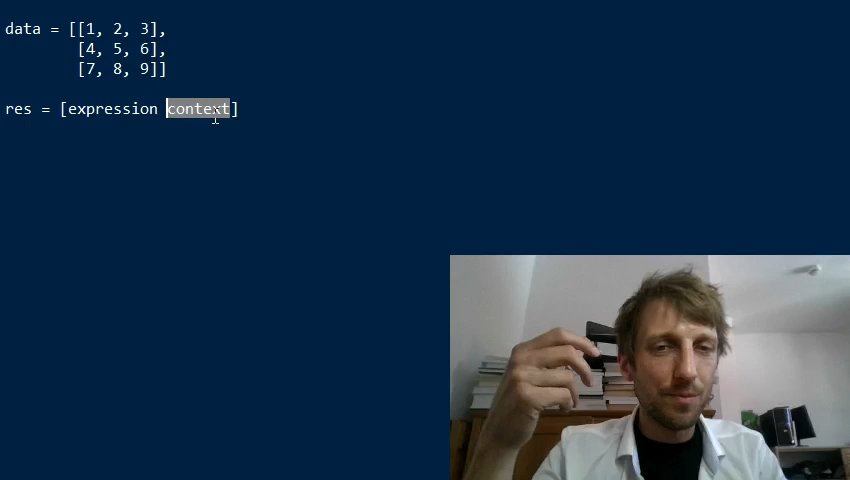 data = [[1, 2, 3],
[4, 5, 6],
[7, 8, 9]]
res = [expression context]